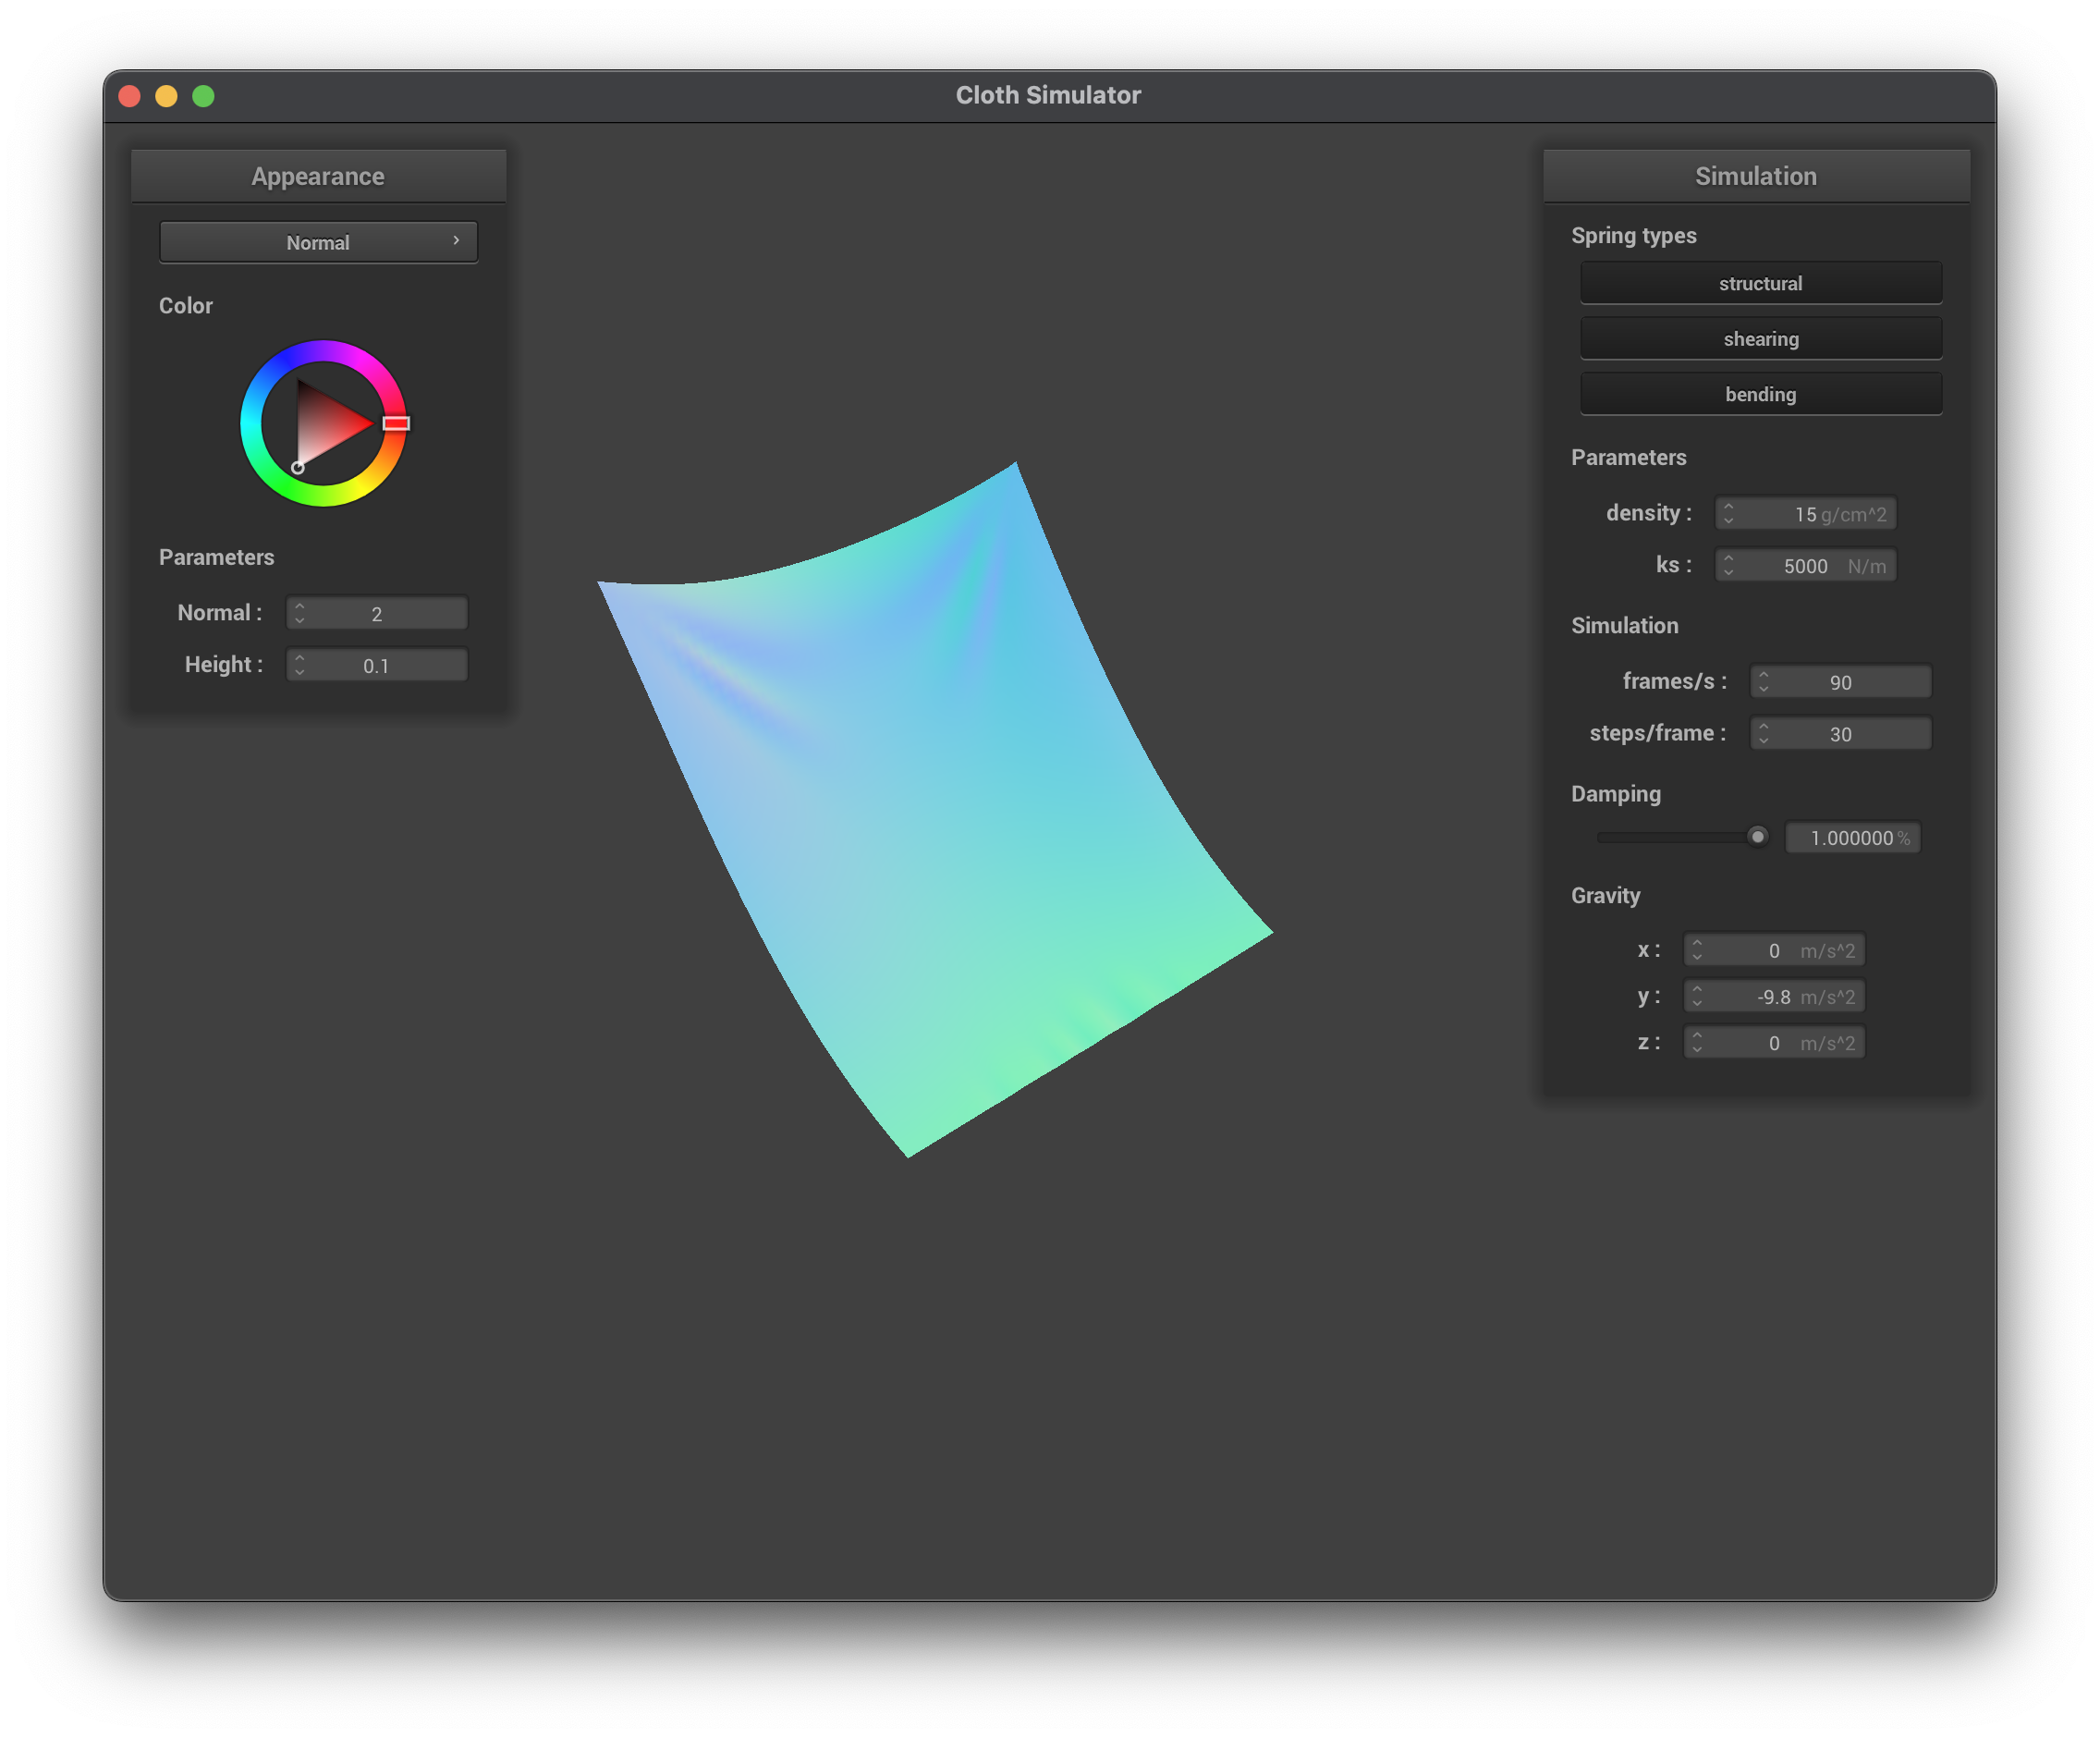 Cloth Simulator
Appearance
Normal
Color
Parameters
Normal : 2
Height : 0.1
Simulation
Spring types
structural
shearing
bending
Parameters
density : 15 g/cm^2
ks : 5000 N/m
Simulation
frames/s : 90
steps/frame : 30
Damping
1.000000 %
Gravity
x : 0 m/s^2
y : -9.8 m/s^2
z : 0 m/s^2